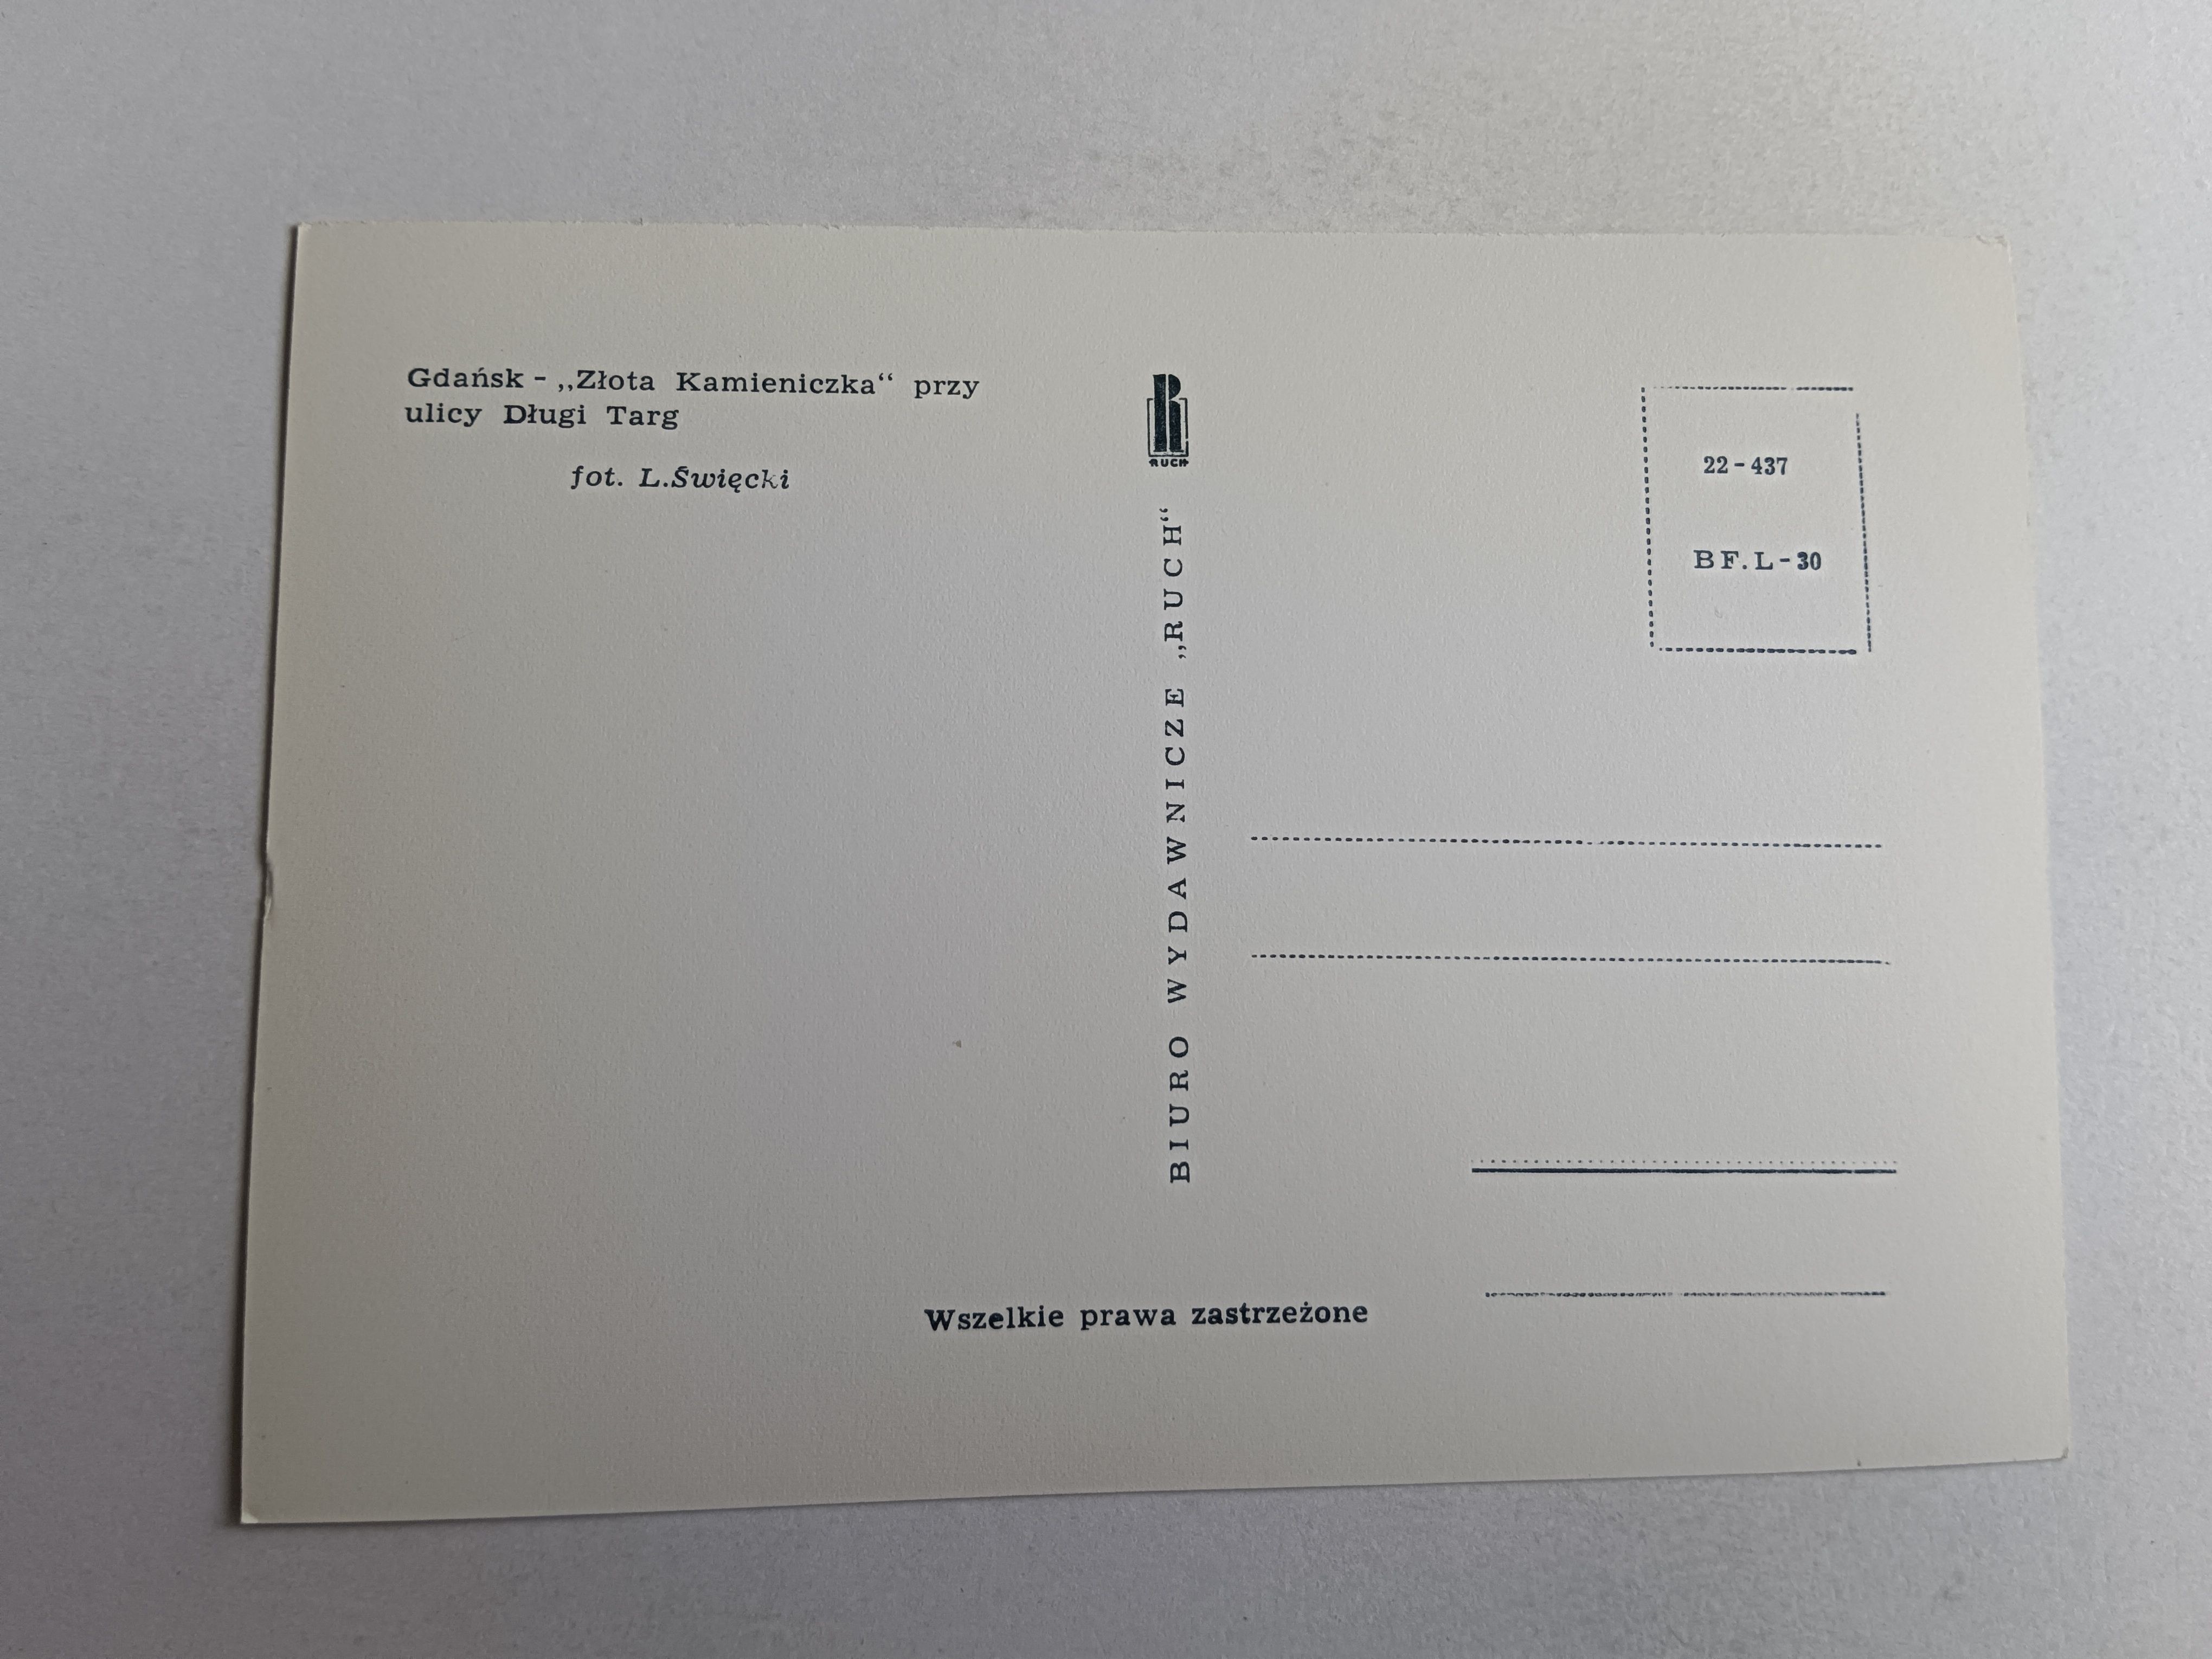 Gdańsk - „Złota Kamieniczka“ przy
ulicy Długi Targ
fot. L.Święcki
R
RUCH
BIURO WYDAWNICZE „RUCH“
22-437
BF.L-30
Wszelkie prawa zastrzeżone